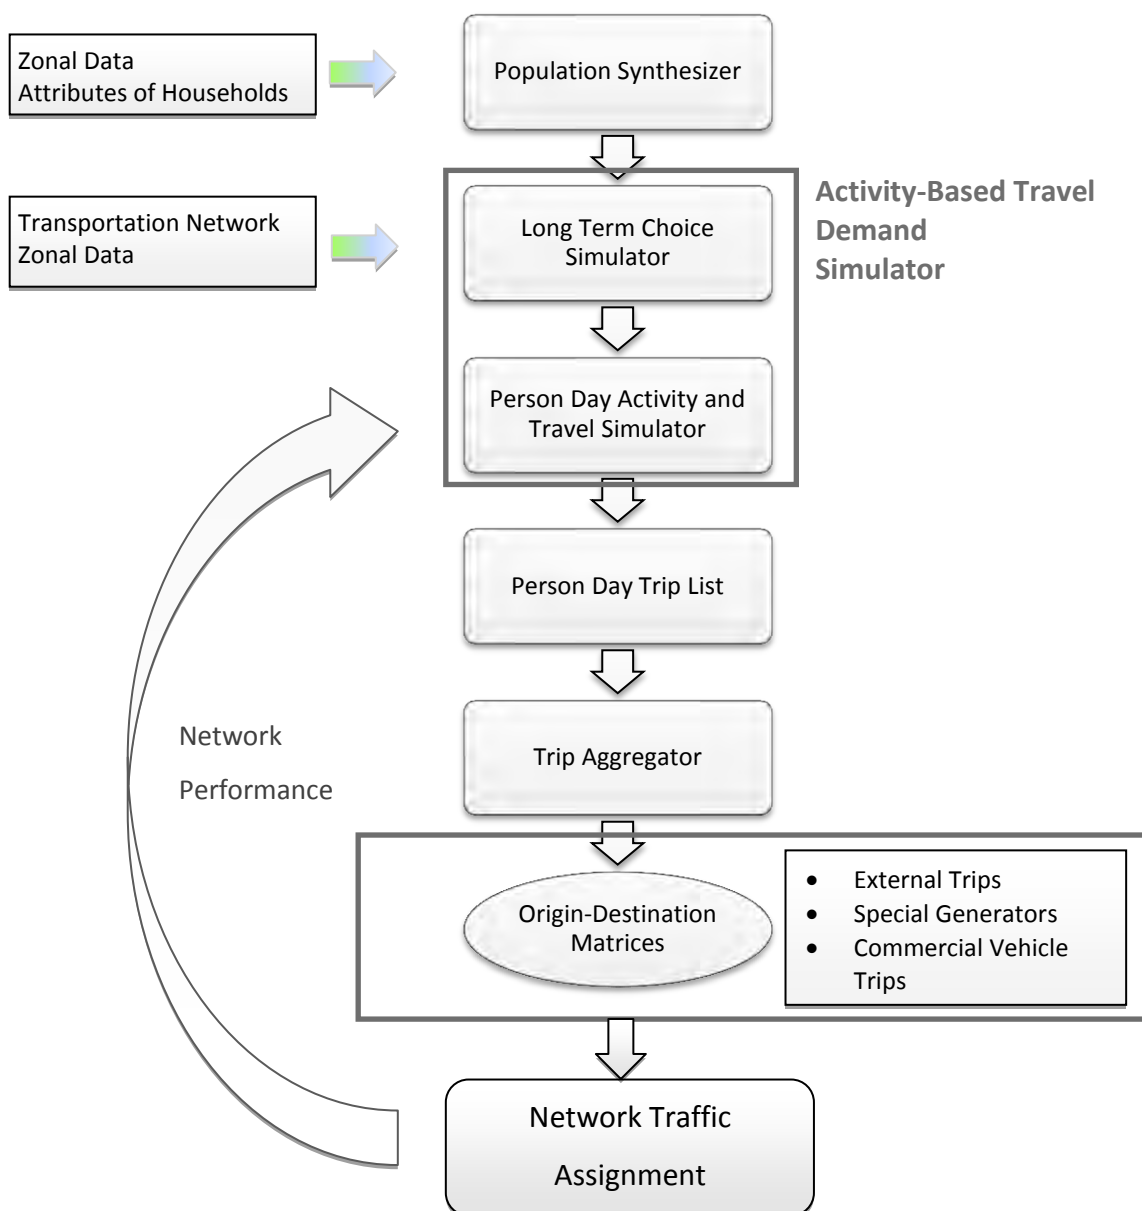 Zonal Data
Attributes of Households
Population Synthesizer
Transportation Network
Zonal Data
Long Term Choice
Simulator
Activity-Based Travel
Demand
Simulator
Person Day Activity and
Travel Simulator
Person Day Trip List
Network
Performance
Trip Aggregator
Origin-Destination
Matrices
• External Trips
• Special Generators
• Commercial Vehicle
Trips
Network Traffic
Assignment